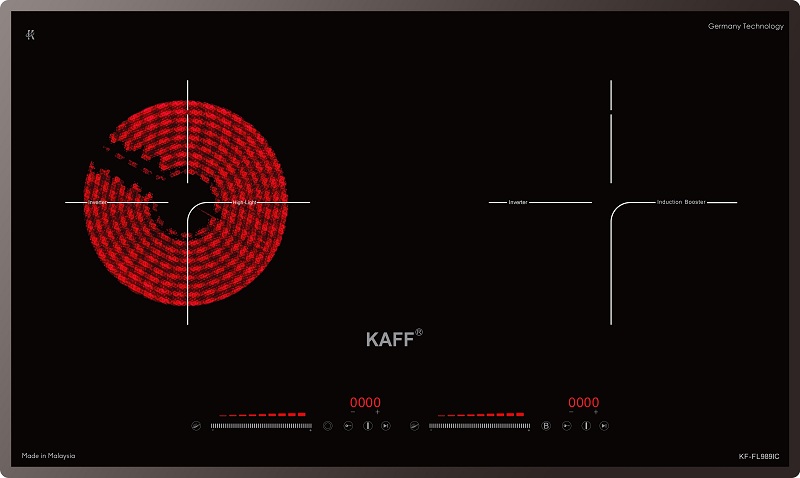 K
Germany Technology
Inverter
High-Light
Inverter
Induction Booster
KAFF®
0000
0000
- +
- +
B
Made in Malaysia
KF-FL989IC